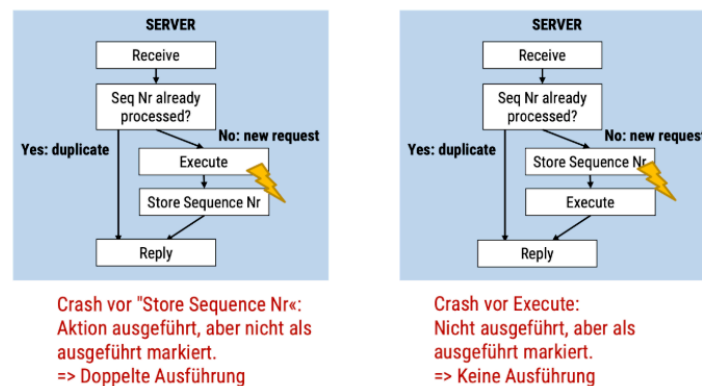 SERVER
Receive
Seq Nr already
processed?
No: new request
Yes: duplicate
Execute
Store Sequence Nr
Reply
Crash vor "Store Sequence Nr«:
Aktion ausgeführt, aber nicht als
ausgeführt markiert.
=> Doppelte Ausführung
SERVER
Receive
Seq Nr already
processed?
No: new request
Yes: duplicate
Store Sequence Nr
Execute
Reply
Crash vor Execute:
Nicht ausgeführt, aber als
ausgeführt markiert.
=> Keine Ausführung